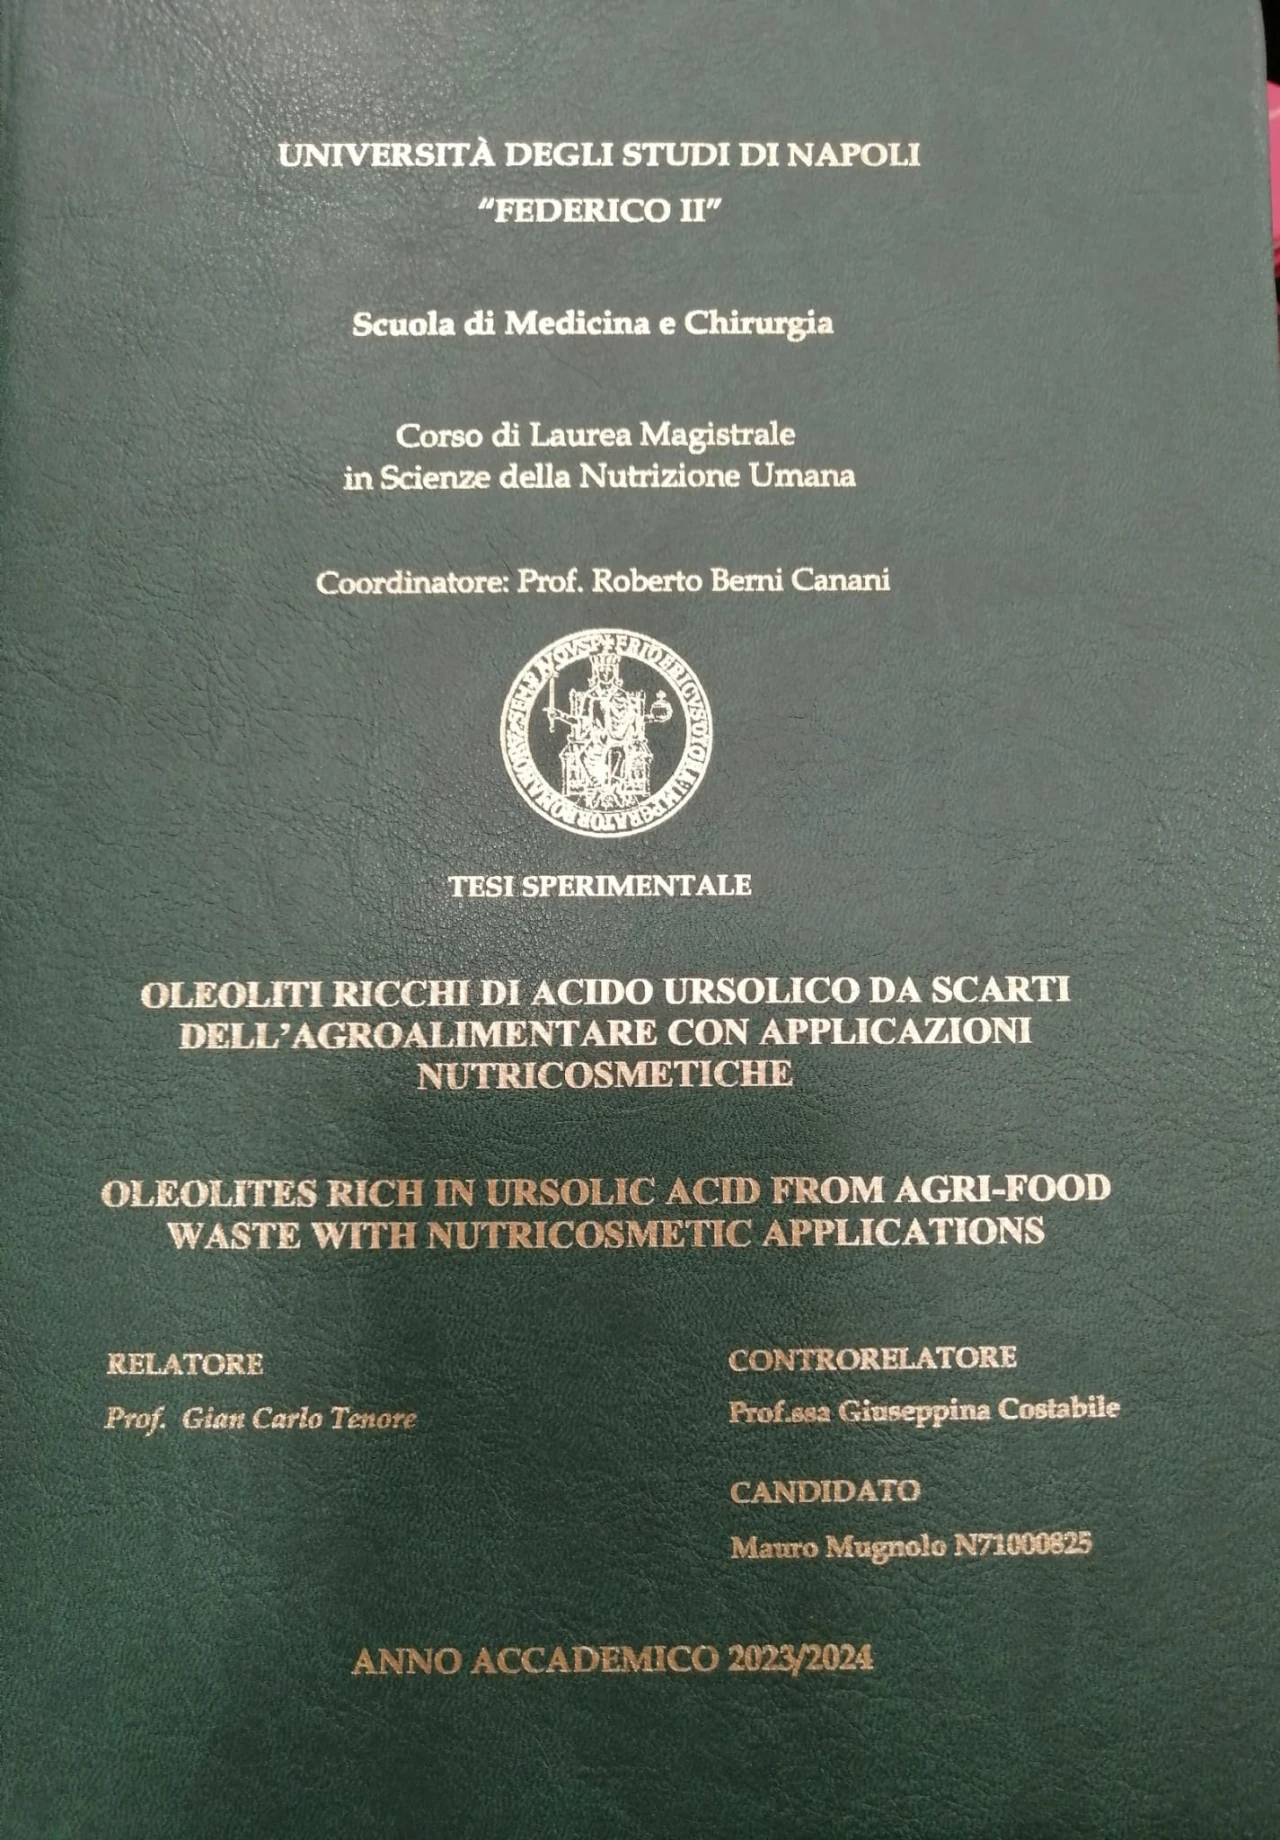 UNIVERSITÀ DEGLI STUDI DI NAPOLI
"FEDERICO II"
Scuola di Medicina e Chirurgia
Corso di Laurea Magistrale
in Scienze della Nutrizione Umana
Coordinatore: Prof. Roberto Berni Canani
TESI SPERIMENTALE
OLEOLITI RICCHI DI ACIDO URSOLICO DA SCARTI
DELL'AGROALIMENTARE CON APPLICAZIONI
NUTRICOSMETICHE
OLEOLITES RICH IN URSOLIC ACID FROM AGRI-FOOD
WASTE WITH NUTRICOSMETIC APPLICATIONS
RELATORE
Prof. Gian Carlo Tenore
CONTRORELATORE
Prof.ssa Giuseppina Costabile
CANDIDATO
Mauro Mugnolo N71000825
ANNO ACCADEMICO 2023/2024